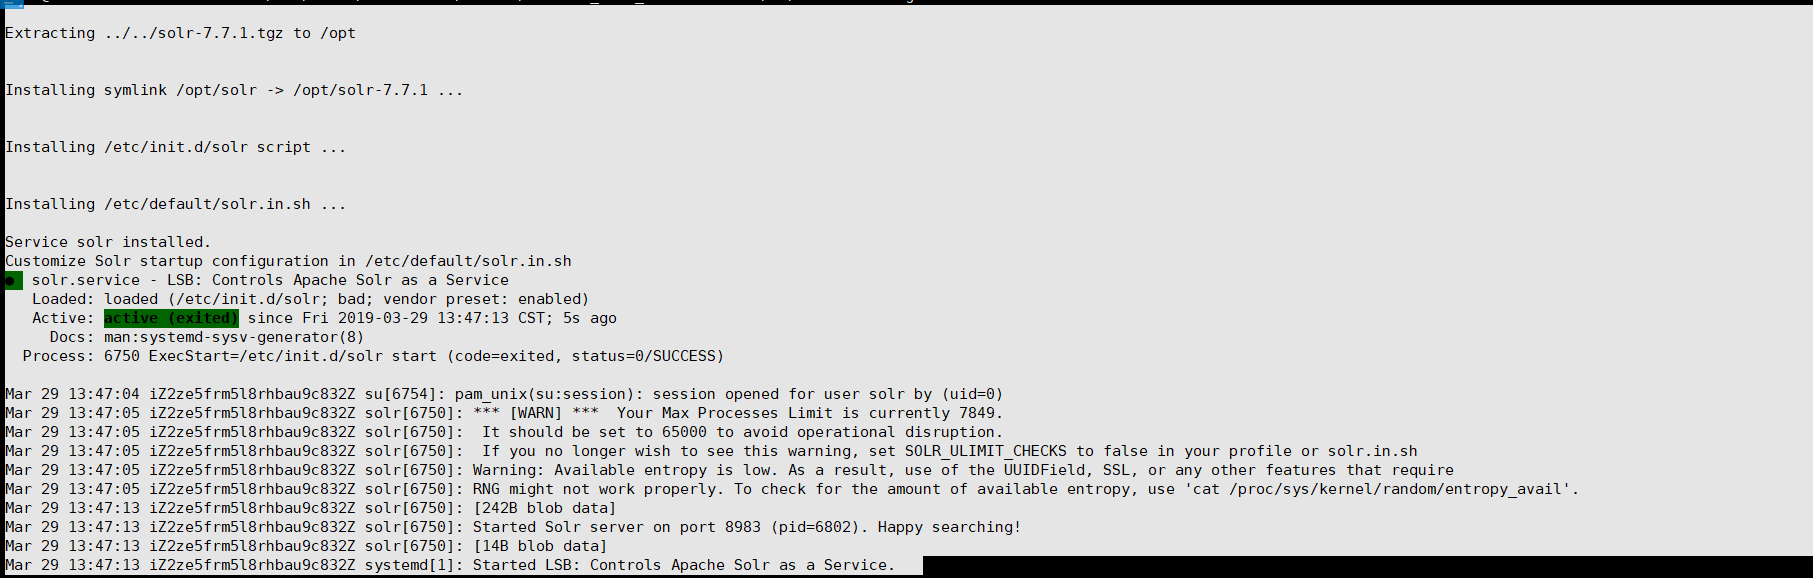 Extracting ../../solr-7.7.1.tgz to /opt
Installing symlink /opt/solr -> /opt/solr-7.7.1 ...
Installing /etc/init.d/solr script ...
Installing /etc/default/solr.in.sh ...
Service solr installed.
Customize Solr startup configuration in /etc/default/solr.in.sh
● solr.service - LSB: Controls Apache Solr as a Service
Loaded: loaded (/etc/init.d/solr; bad; vendor preset: enabled)
Active: active (exited) since Fri 2019-03-29 13:47:13 CST; 5s ago
Docs: man:systemd-sysv-generator(8)
Process: 6750 ExecStart=/etc/init.d/solr start (code=exited, status=0/SUCCESS)
Mar 29 13:47:04 iZ2ze5frm5l8rhbau9c832Z su[6754]: pam_unix(su:session): session opened for user solr by (uid=0)
Mar 29 13:47:05 iZ2ze5frm5l8rhbau9c832Z solr[6750]: *** [WARN] ***  Your Max Processes Limit is currently 7849.
Mar 29 13:47:05 iZ2ze5frm5l8rhbau9c832Z solr[6750]:  It should be set to 65000 to avoid operational disruption.
Mar 29 13:47:05 iZ2ze5frm5l8rhbau9c832Z solr[6750]:  If you no longer wish to see this warning, set SOLR_ULIMIT_CHECKS to false in your profile or solr.in.sh
Mar 29 13:47:05 iZ2ze5frm5l8rhbau9c832Z solr[6750]: Warning: Available entropy is low. As a result, use of the UUIDField, SSL, or any other features that require
Mar 29 13:47:05 iZ2ze5frm5l8rhbau9c832Z solr[6750]: RNG might not work properly. To check for the amount of available entropy, use 'cat /proc/sys/kernel/random/entropy_avail'.
Mar 29 13:47:13 iZ2ze5frm5l8rhbau9c832Z solr[6750]: [242B blob data]
Mar 29 13:47:13 iZ2ze5frm5l8rhbau9c832Z solr[6750]: Started Solr server on port 8983 (pid=6802). Happy searching!
Mar 29 13:47:13 iZ2ze5frm5l8rhbau9c832Z solr[6750]: [14B blob data]
Mar 29 13:47:13 iZ2ze5frm5l8rhbau9c832Z systemd[1]: Started LSB: Controls Apache Solr as a Service.